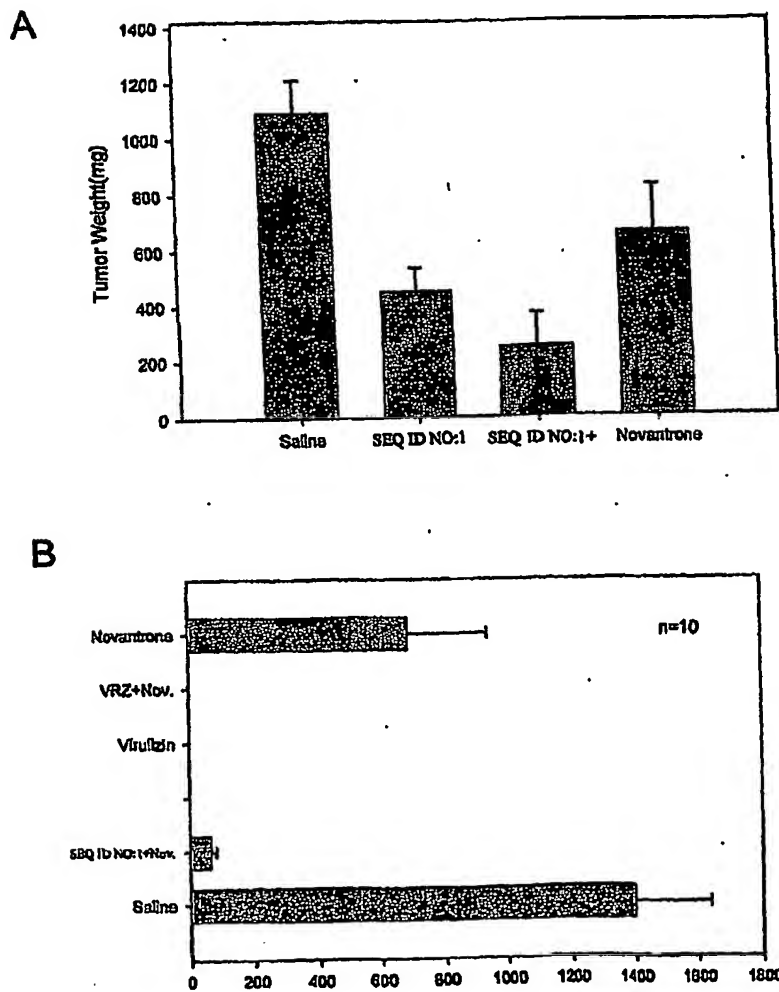 A
1400
1200
1000
800
600
400
200
0
Tumor Weight(mg)
Saline SEQ ID NO:1 SEQ ID NO:1+ Novantrone
B
n=10
Novantrone
VRZ+Nov.
Virulizin
SEQ ID NO:1+Nov.
Saline
0 200 400 600 800 1000 1200 1400 1600 1800